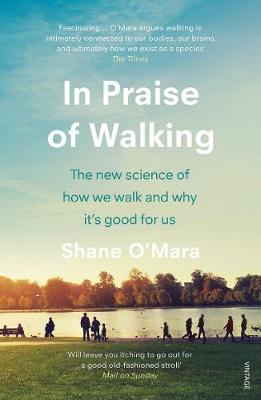 Fascinating... O'Mara argues walking is
intimately connected to our bodies, our brains,
and ultimately how we exist as a species'
The Times
In Praise
of Walking
The new science of
how we walk and why
it's good for us
Shane O'Mara
'Will leave you itching to go out for
a good old-fashioned stroll'
Mail on Sunday
VINTAGE